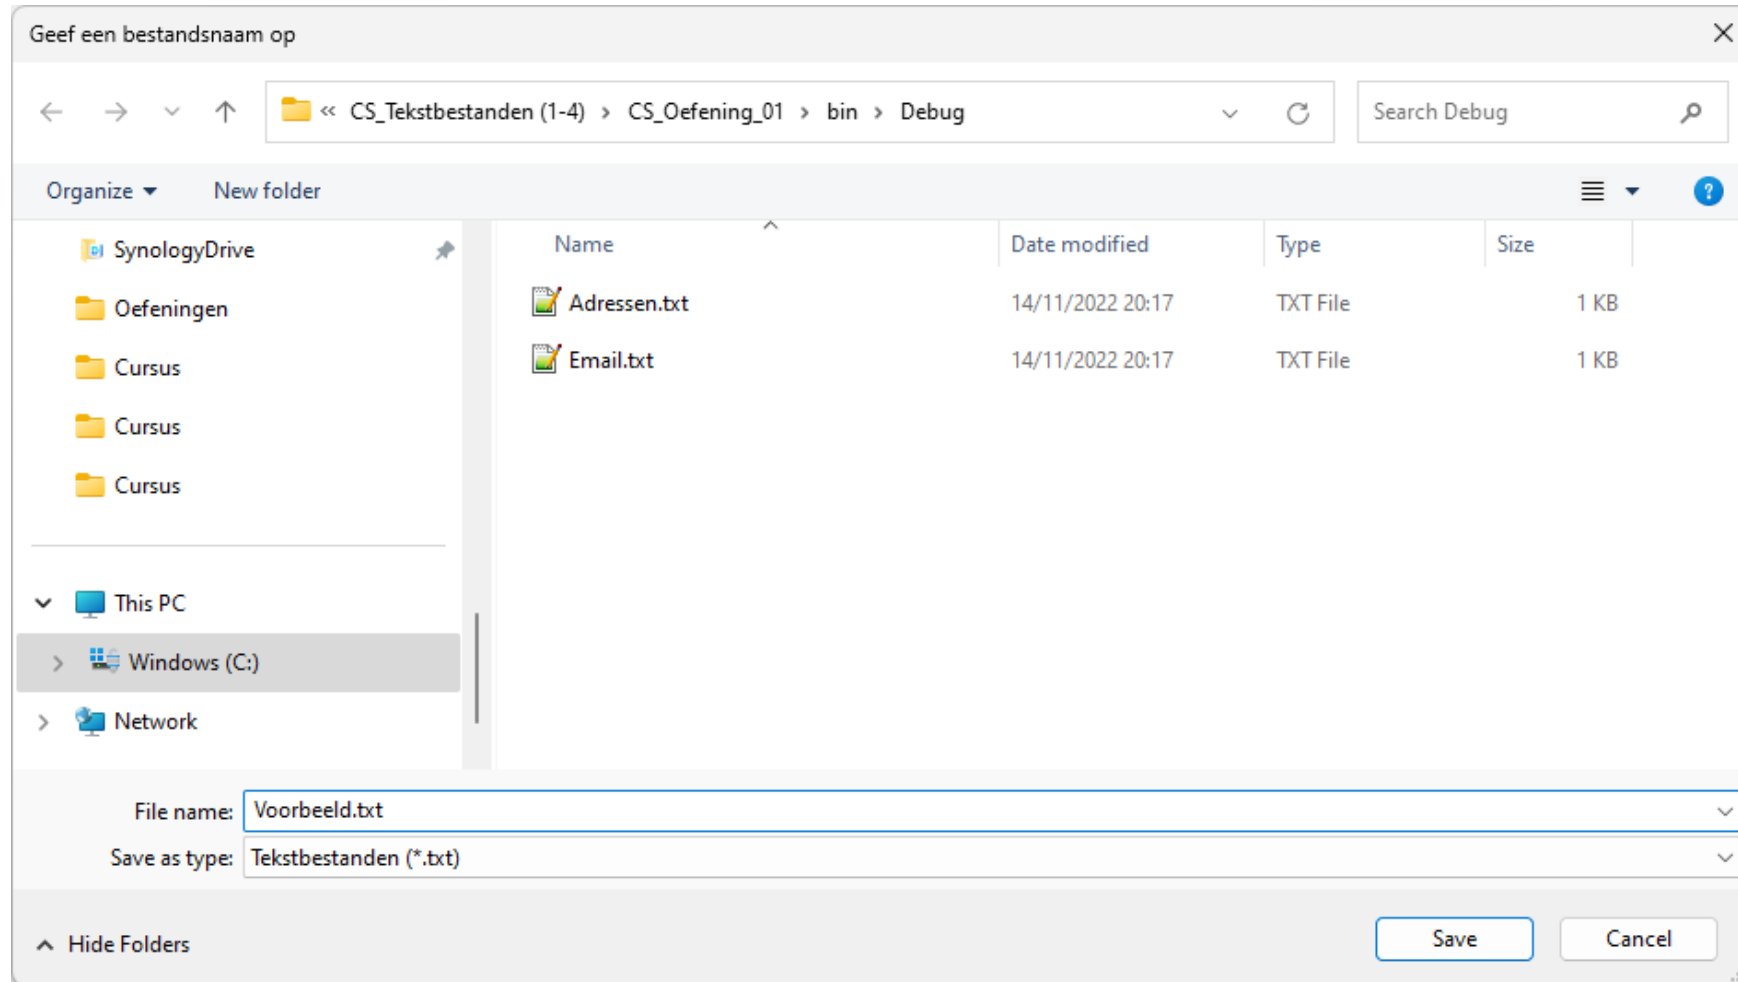 Geef een bestandsnaam op
« CS_Tekstbestanden (1-4) › CS_Oefening_01 › bin › Debug
Search Debug
Organize
New folder
SynologyDrive
Oefeningen
Cursus
Cursus
Cursus
This PC
Windows (C:)
Network
Name Date modified Type Size
Adressen.txt 14/11/2022 20:17 TXT File 1 KB
Email.txt 14/11/2022 20:17 TXT File 1 KB
File name: Voorbeeld.txt
Save as type: Tekstbestanden (*.txt)
Hide Folders
Save
Cancel